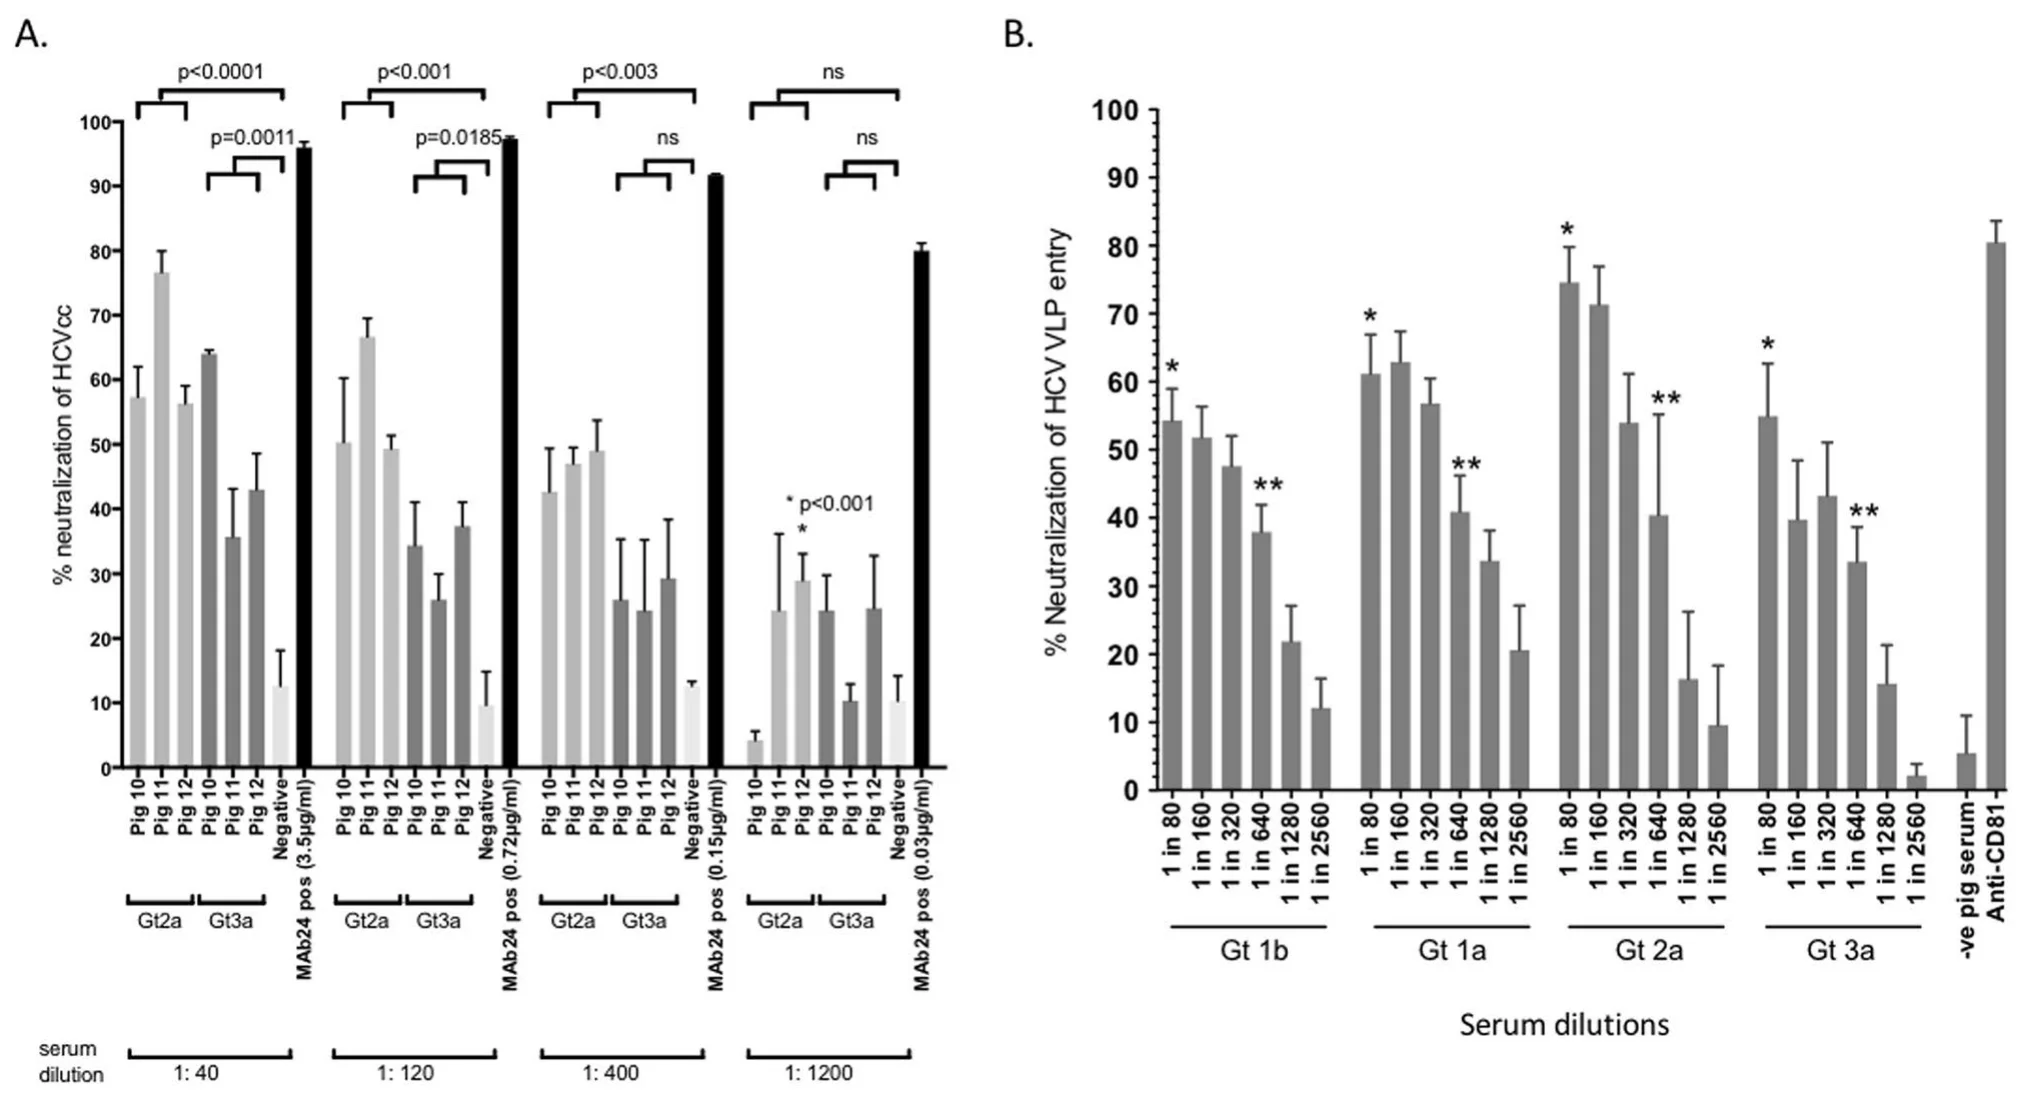 A.
p<0.0001
p<0.001
p<0.003
ns
p=0.0011
p=0.0185
ns
ns
* p<0.001
*
% neutralization of HCVcc
100
90
80
70
60
50
40
30
20
10
0
Pig 10
Pig 11
Pig 12
Pig 10
Pig 11
Pig 12
Negative
MAb24 pos (3.5µg/ml)
Pig 10
Pig 11
Pig 12
Pig 10
Pig 11
Pig 12
Negative
MAb24 pos (0.72µg/ml)
Pig 10
Pig 11
Pig 12
Pig 10
Pig 11
Pig 12
Negative
MAb24 pos (0.15µg/ml)
Pig 10
Pig 11
Pig 12
Pig 10
Pig 11
Pig 12
Negative
MAb24 pos (0.03µg/ml)
Gt2a
Gt3a
Gt2a
Gt3a
Gt2a
Gt3a
Gt2a
Gt3a
serum
dilution
1: 40
1: 120
1: 400
1: 1200
B.
% Neutralization of HCV VLP entry
100
90
80
70
60
50
40
30
20
10
0
*
**
*
**
*
**
*
**
1 in 80
1 in 160
1 in 320
1 in 640
1 in 1280
1 in 2560
1 in 80
1 in 160
1 in 320
1 in 640
1 in 1280
1 in 2560
1 in 80
1 in 160
1 in 320
1 in 640
1 in 1280
1 in 2560
1 in 80
1 in 160
1 in 320
1 in 640
1 in 1280
1 in 2560
-ve pig serum
Anti-CD81
Gt 1b
Gt 1a
Gt 2a
Gt 3a
Serum dilutions